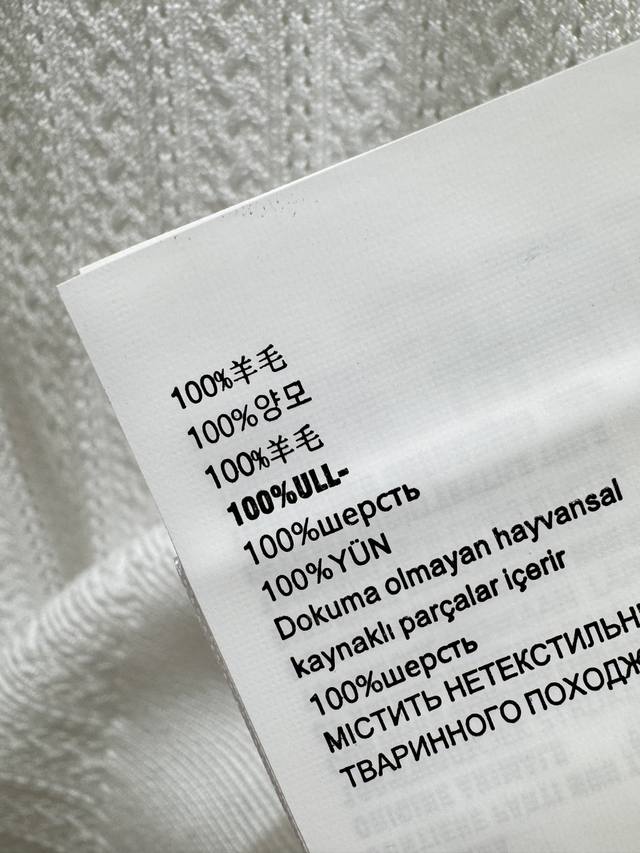 100%羊毛
100%양모
100%羊毛
100%ULL-
100%шерсть
100%YÜN
Dokuma olmayan hayvansal
kaynaklı parçalar içerir
100%шерсть
МІСТИТЬ
ТВАРИННОГО